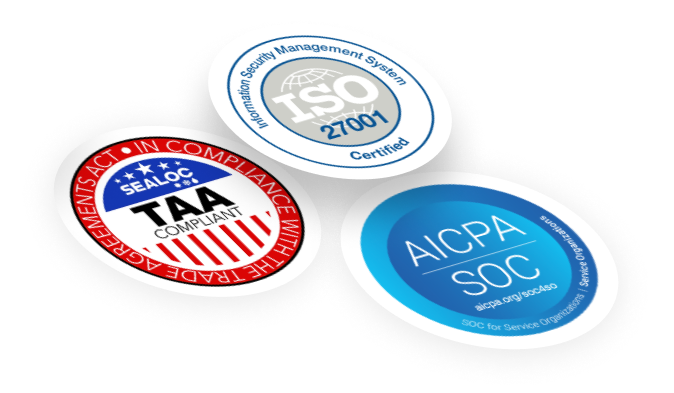 Information Security Management System
ISO
27001
Certified
IN COMPLIANCE WITH THE TRADE AGREEMENTS ACT
SEALOC
TAA
COMPLIANT
AICPA
SOC
aicpa.org/soc4so
SOC for Service Organizations | Service Organizations